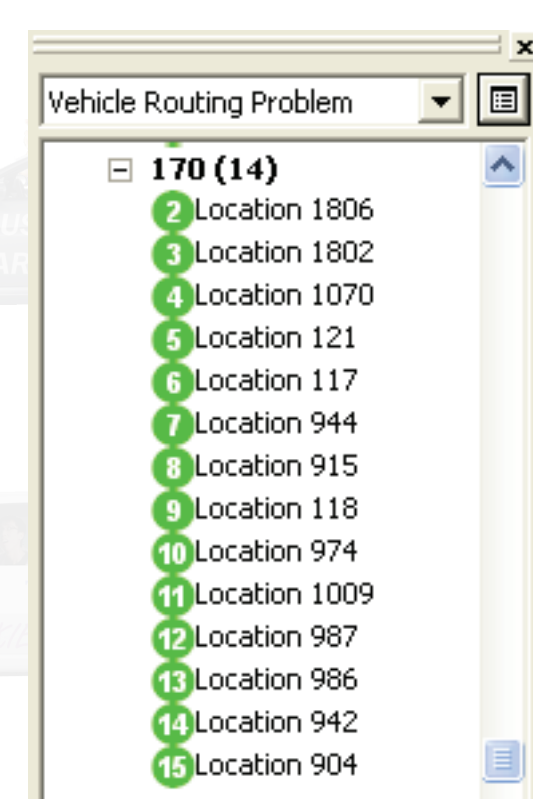 Vehicle Routing Problem
170 (14)
2 Location 1806
3 Location 1802
4 Location 1070
5 Location 121
6 Location 117
7 Location 944
8 Location 915
9 Location 118
10 Location 974
11 Location 1009
12 Location 987
13 Location 986
14 Location 942
15 Location 904